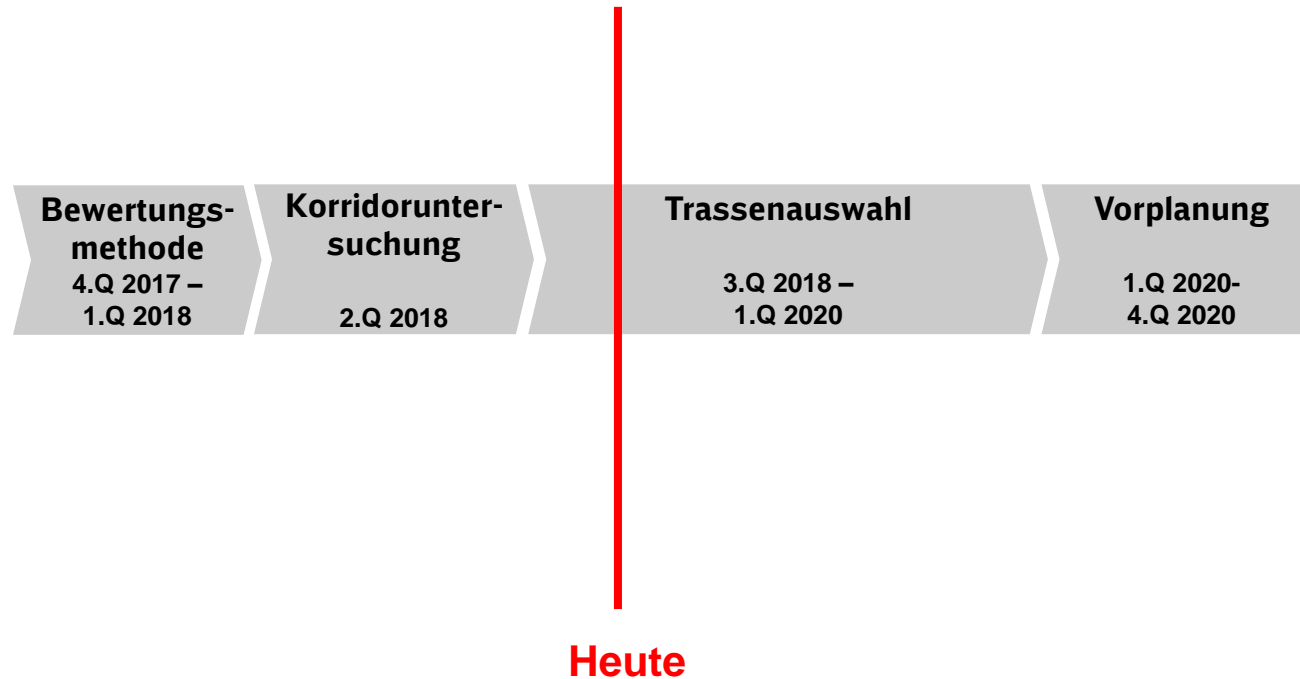 Bewertungs-
methode
4.Q 2017 –
1.Q 2018
Korridorunter-
suchung
2.Q 2018
Trassenauswahl
3.Q 2018 –
1.Q 2020
Vorplanung
1.Q 2020-
4.Q 2020
Heute